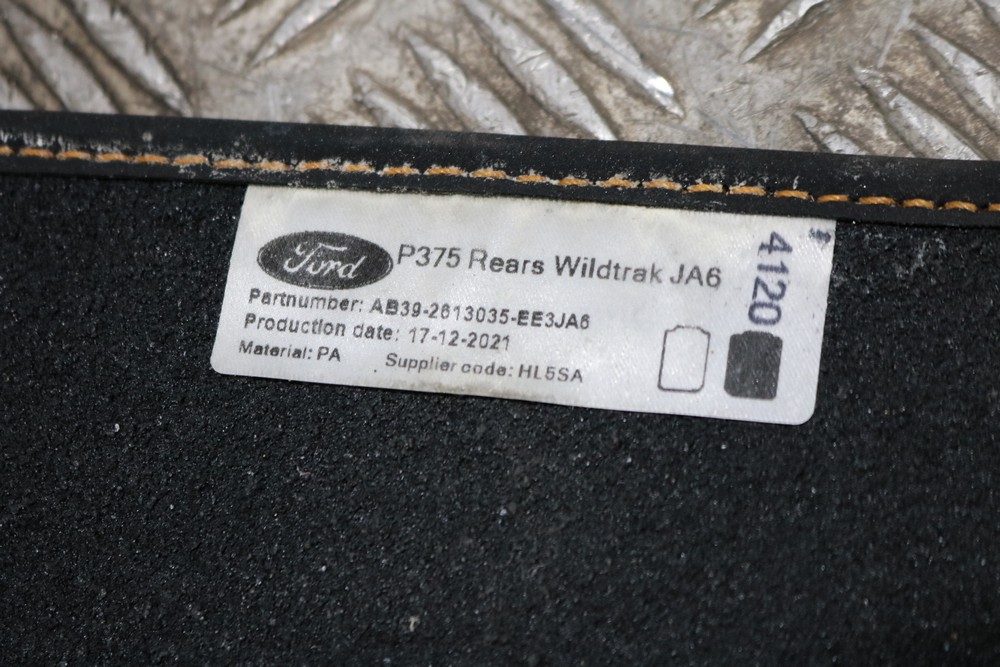 Ford P375 Rears Wildtrak JA6
Partnumber: AB39-2613035-EE3JA6
Production date: 17-12-2021
Material: PA Supplier code: HL5SA
4120